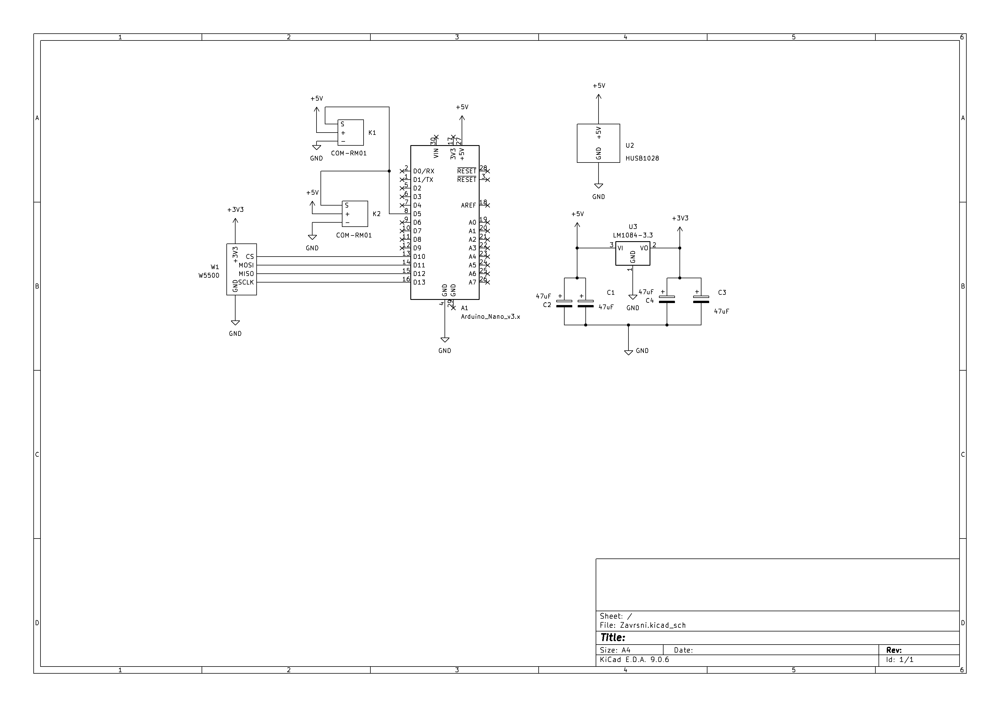 1 2 3 4 5 6
A
B
C
D
A
B
C
D
+5V
S
+
-
K1
COM-RM01
GND
+5V
S
+
-
K2
COM-RM01
GND
+3V3
+3V3
CS
MOSI
MISO
SCLK
GND
W1
W5500
GND
+5V
30
17
27
VIN
3V3
+5V
2 D0/RX
1 D1/TX
5 D2
6 D3
7 D4
8 D5
9 D6
10 D7
11 D8
12 D9
13 D10
14 D11
15 D12
16 D13
RESET 28
RESET 3
AREF 18
A0 19
A1 20
A2 21
A3 22
A4 23
A5 24
A6 25
A7 26
GND
GND
4
29
A1
Arduino_Nano_v3.x
GND
+5V
+5V
GND
U2
HUSB1028
GND
+5V
+3V3
U3
LM1084-3.3
3 VI VO 2
GND
1
GND
47uF
+
C2
+
C1
47uF
47uF
+
C4
+
C3
47uF
GND
Sheet: /
File: Zavrsni.kicad_sch
Title:
Size: A4 Date: Rev:
KiCad E.D.A. 9.0.6 Id: 1/1
1 2 3 4 5 6